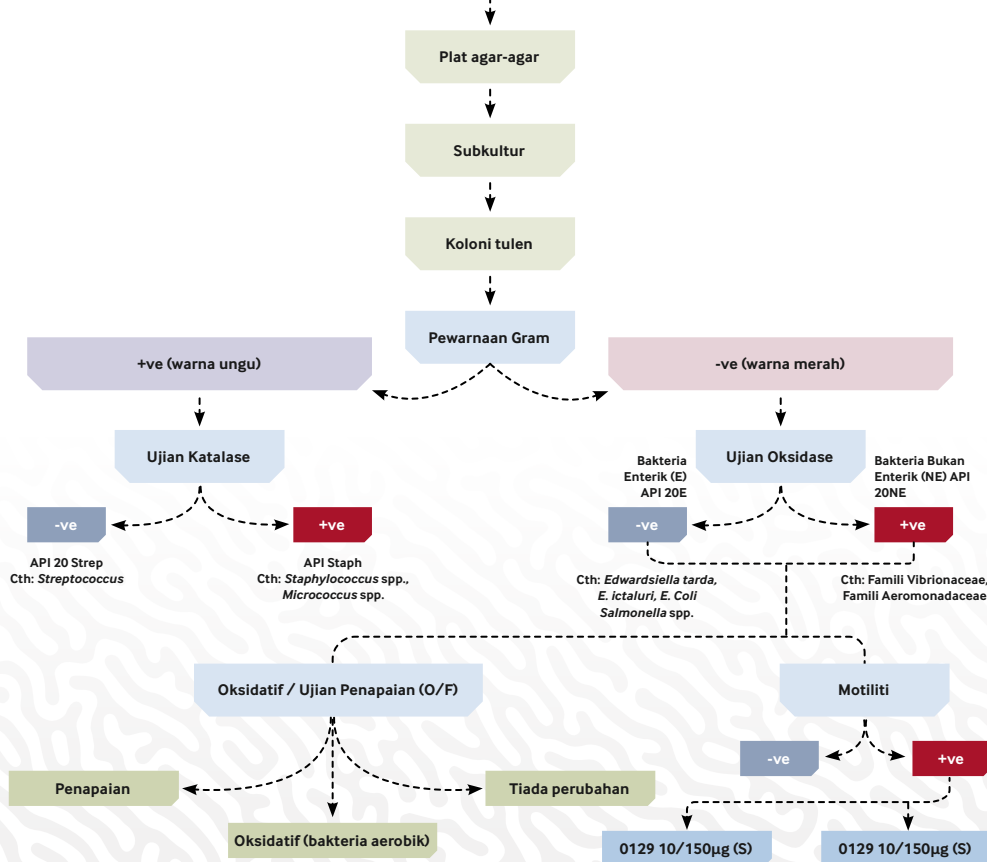 Plat agar-agar
Subkultur
Koloni tulen
Pewarnaan Gram
+ve (warna ungu)
-ve (warna merah)
Ujian Katalase
Ujian Oksidase
Bakteria
Enterik (E)
API 20E
Bakteria Bukan
Enterik (NE) API
20NE
-ve
+ve
-ve
+ve
API 20 Strep
Cth: Streptococcus
API Staph
Cth: Staphylococcus spp.,
Micrococcus spp.
Cth: Edwardsiella tarda,
E. ictaluri, E. Coli
Salmonella spp.
Cth: Famili Vibrionaceae,
Famili Aeromonadaceae
Oksidatif / Ujian Penapaian (O/F)
Motiliti
-ve
+ve
Penapaian
Tiada perubahan
Oksidatif (bakteria aerobik)
0129 10/150µg (S)
0129 10/150µg (S)